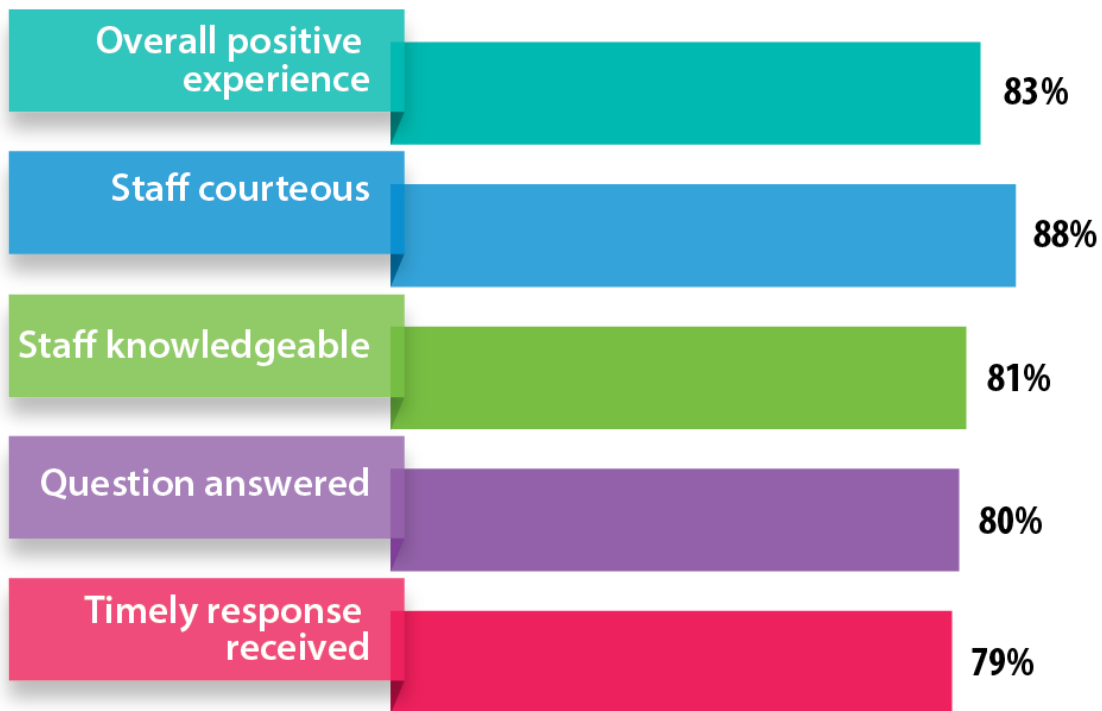 Overall positive
experience
83%
Staff courteous
88%
Staff knowledgeable
81%
Question answered
80%
Timely response
received
79%